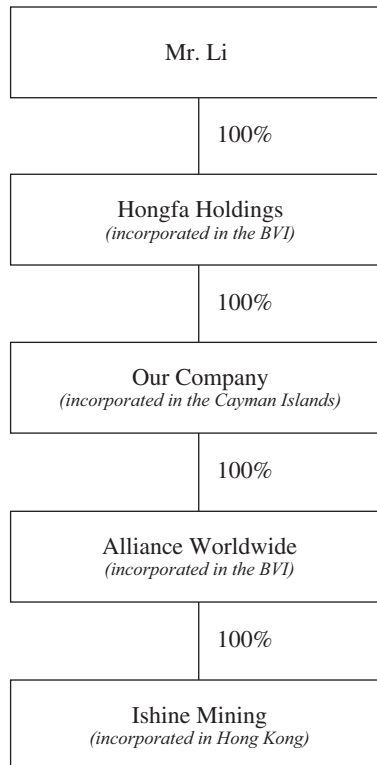 Mr. Li
100%
Hongfa Holdings
(incorporated in the BVI)
100%
Our Company
(incorporated in the Cayman Islands)
100%
Alliance Worldwide
(incorporated in the BVI)
100%
Ishine Mining
(incorporated in Hong Kong)